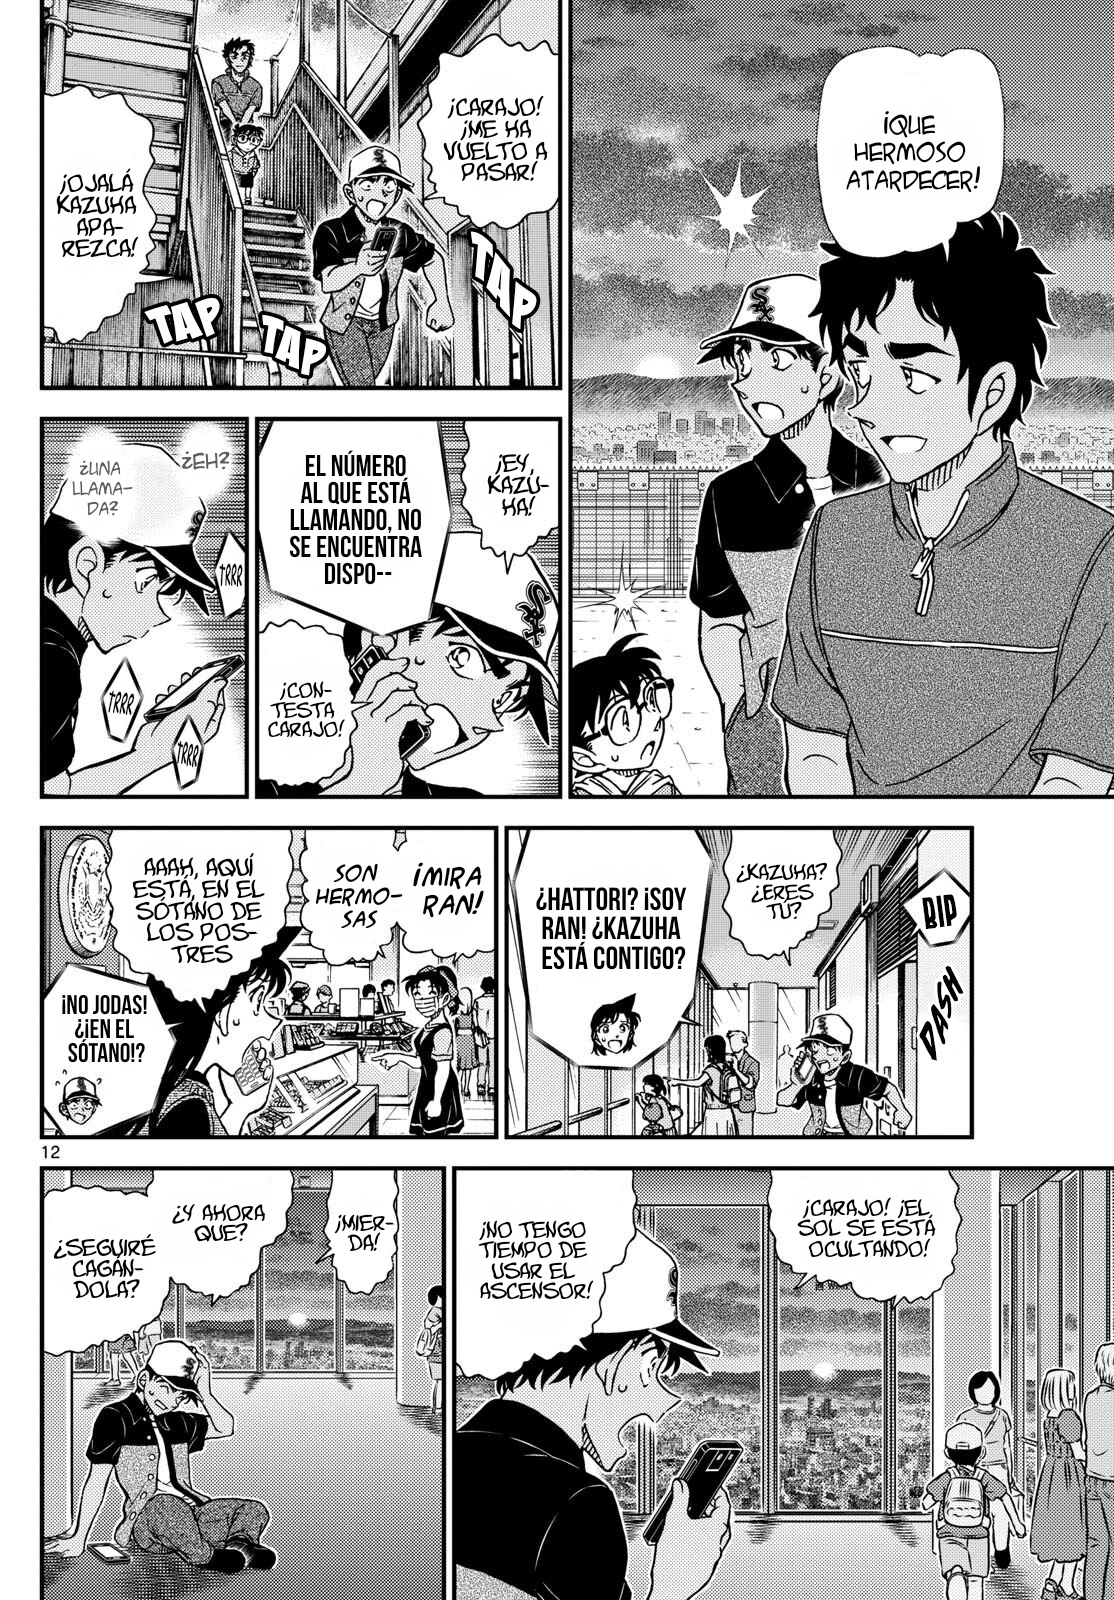 ¡QUE
HERMOSO
ATARDECER!
¡CARAJO!
¡ME HA
VUELTO A
PASAR!
¡OJALÁ
KAZUHA
APA-
REZCA!
TAP
TAP
TAP
SOX
¡EY,
KAZU-
HA!
EL NÚMERO
AL QUE ESTÁ
LLAMANDO, NO
SE ENCUENTRA
DISPO--
¡CON-
TESTA
CARAJO!
¿EH?
¿UNA
LLAMA-
DA?
TRRR
TRRR
TRRR
BIP
DASH
¿KAZUHA?
¿ERES
TÚ?
¿HATTORI? ¡SOY
RAN! ¿KAZUHA
ESTÁ CONTIGO?
¡MIRA
RAN!
SON
HERMO-
SAS
AAAH, AQUÍ
ESTÁ, EN EL
SÓTANO DE
LOS POS-
TRES
¡NO JODAS!
¿¡EN EL
SÓTANO!?
12
¡CARAJO! ¡EL
SOL SE ESTÁ
OCULTANDO!
¡NO TENGO
TIEMPO DE
USAR EL
ASCENSOR!
¡MIER-
DA!
¿Y AHORA
QUE?
¿SEGUIRÉ
CAGÁN-
DOLA?